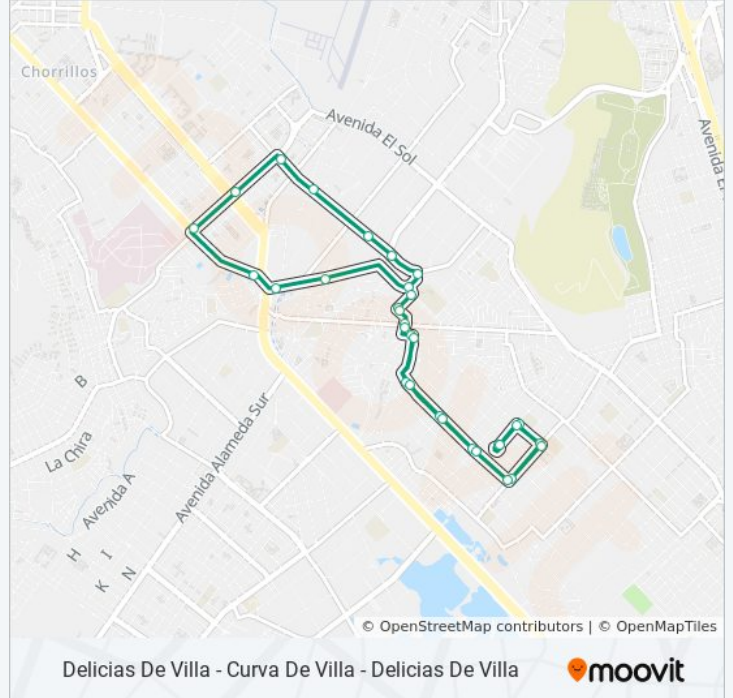 Chorrillos
Avenida El Sol
Avenida E
B
La Chira
Avenida A
Avenida Alameda Sur
H
I
K
N
© OpenStreetMap contributors | © OpenMapTiles
Delicias De Villa - Curva De Villa - Delicias De Villa
moovit